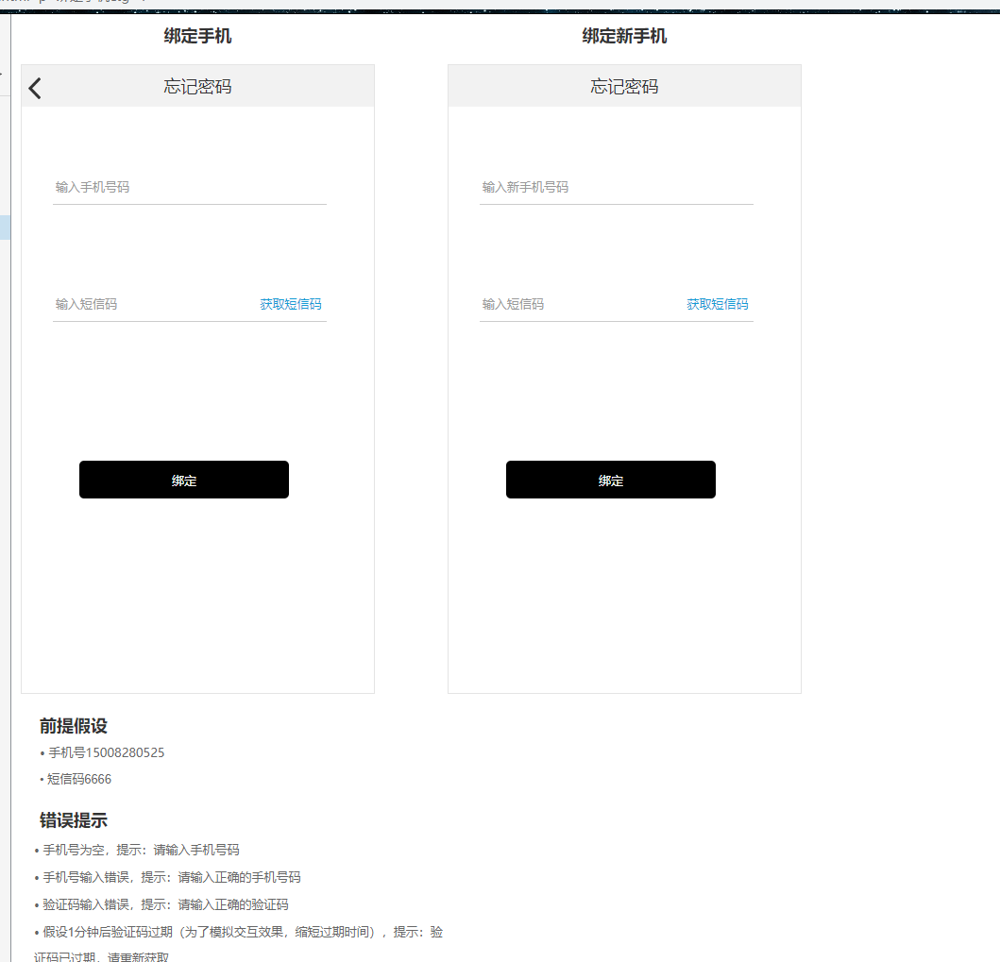 绑定手机
绑定新手机
忘记密码
忘记密码
输入手机号码
输入新手机号码
输入短信码 获取短信码
输入短信码 获取短信码
绑定
绑定
前提假设
• 手机号15008280525
• 短信码6666
错误提示
• 手机号为空，提示：请输入手机号码
• 手机号输入错误，提示：请输入正确的手机号码
• 验证码输入错误，提示：请输入正确的验证码
• 假设1分钟后验证码过期（为了模拟交互效果，缩短过期时间），提示：验
证码已过期，请重新获取